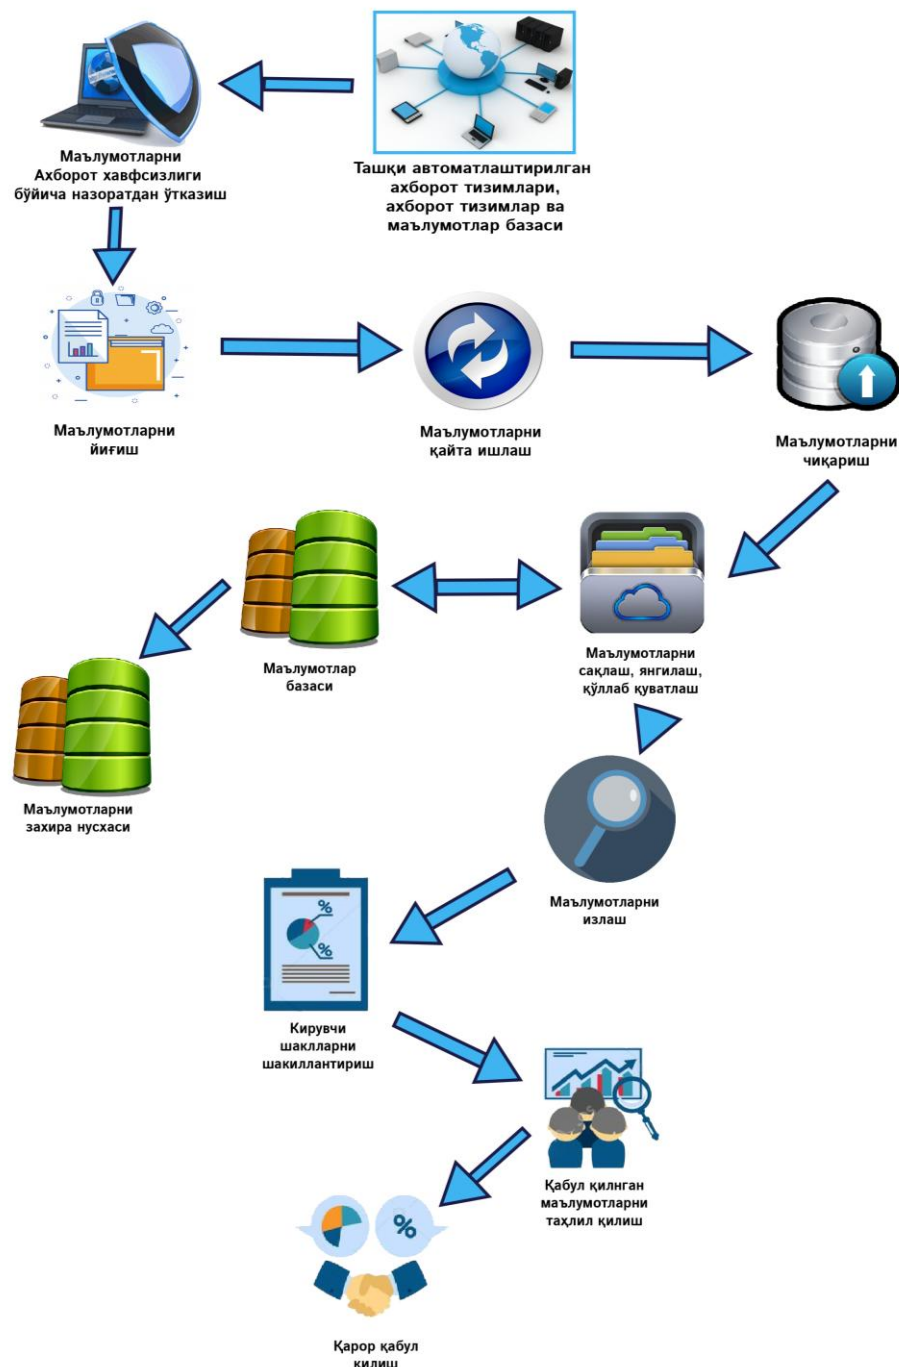 Маълумотларни
Ахборот хавфсизлиги
бўйича назоратдан ўтказиш
Ташқи автоматлаштирилган
ахборот тизимлари,
ахборот тизимлар ва
маълумотлар базаси
Маълумотларни
йиғиш
Маълумотларни
қайта ишлаш
Маълумотларни
чиқариш
Маълумотлар
базаси
Маълумотларни
сақлаш, янгилаш,
қўллаб қуватлаш
Маълумотларни
захира нусхаси
Маълумотларни
излаш
%
%
Кирувчи
шаклларни
шакиллантириш
Қабул қилнган
маълумотларни
таҳлил қилиш
%
Қарор қабул
қилиш